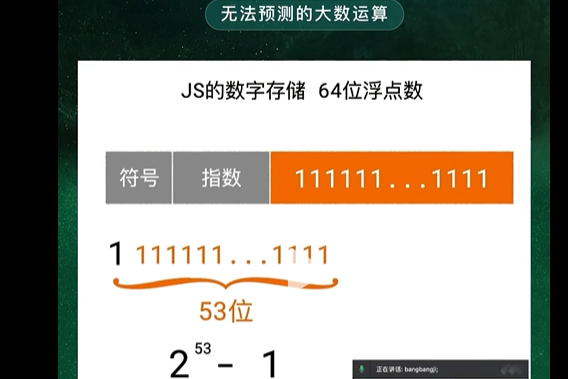 无法预测的大数运算
JS的数字存储 64位浮点数
符号 指数 111111...1111
1 111111...1111
53位
2⁵³- 1
正在讲话: bangbangji;